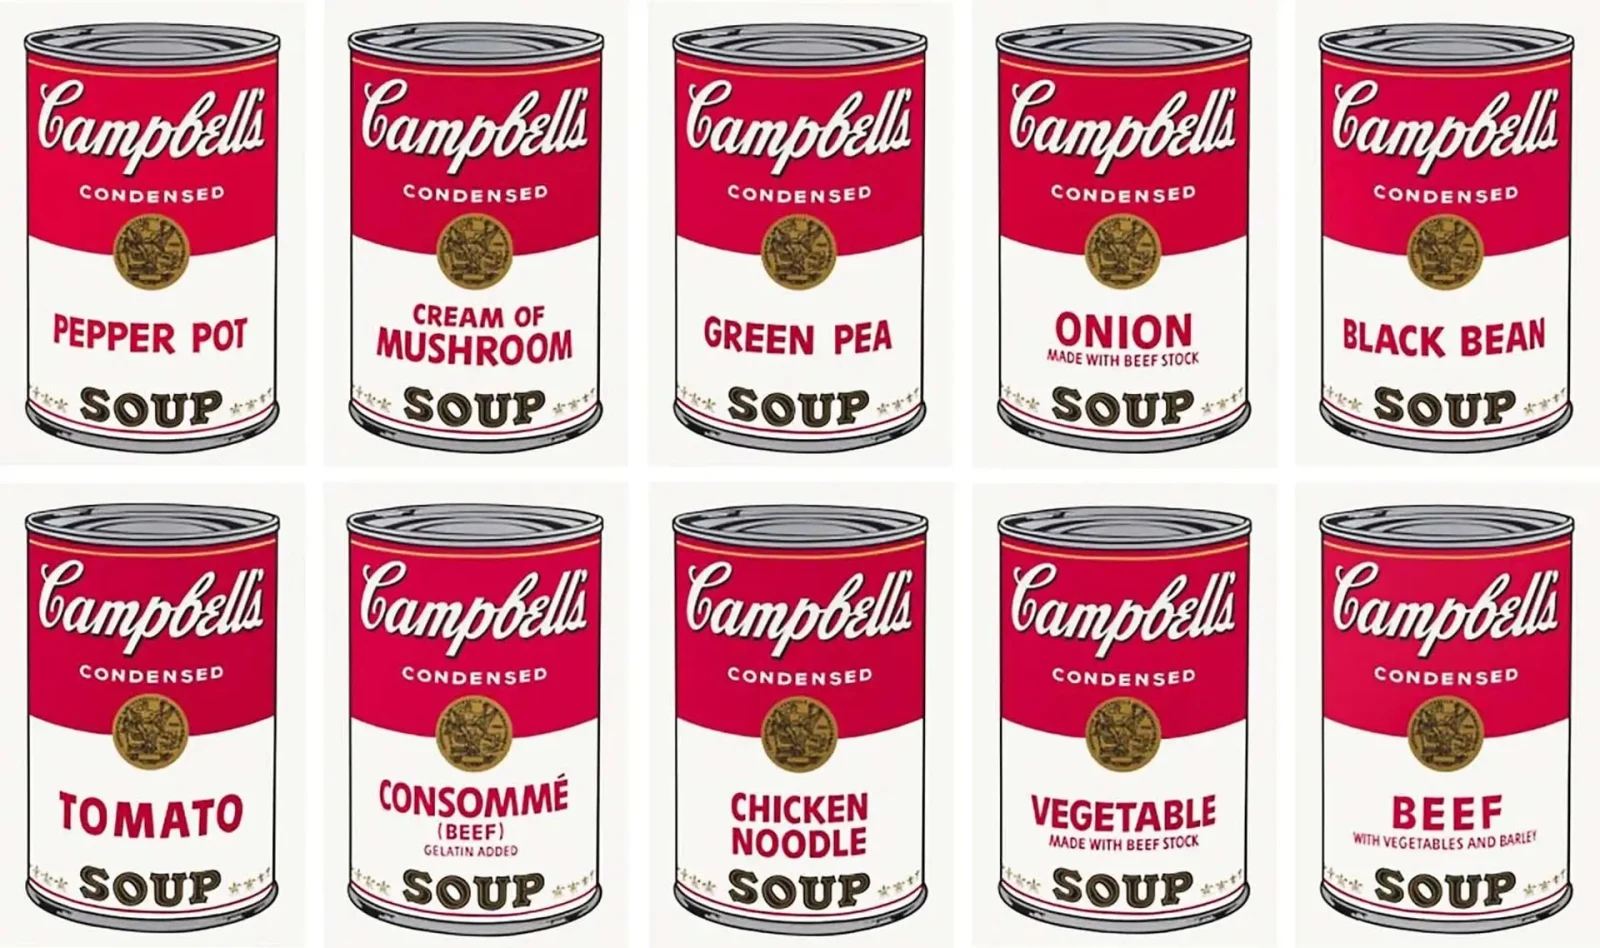 Campbell's
CONDENSED
PEPPER POT
SOUP
Campbell's
CONDENSED
CREAM OF
MUSHROOM
SOUP
Campbell's
CONDENSED
GREEN PEA
SOUP
Campbell's
CONDENSED
ONION
MADE WITH BEEF STOCK
SOUP
Campbell's
CONDENSED
BLACK BEAN
SOUP
Campbell's
CONDENSED
TOMATO
SOUP
Campbell's
CONDENSED
CONSOMMÉ
(BEEF)
GELATIN ADDED
SOUP
Campbell's
CONDENSED
CHICKEN
NOODLE
SOUP
Campbell's
CONDENSED
VEGETABLE
MADE WITH BEEF STOCK
SOUP
Campbell's
CONDENSED
BEEF
WITH VEGETABLES AND BARLEY
SOUP